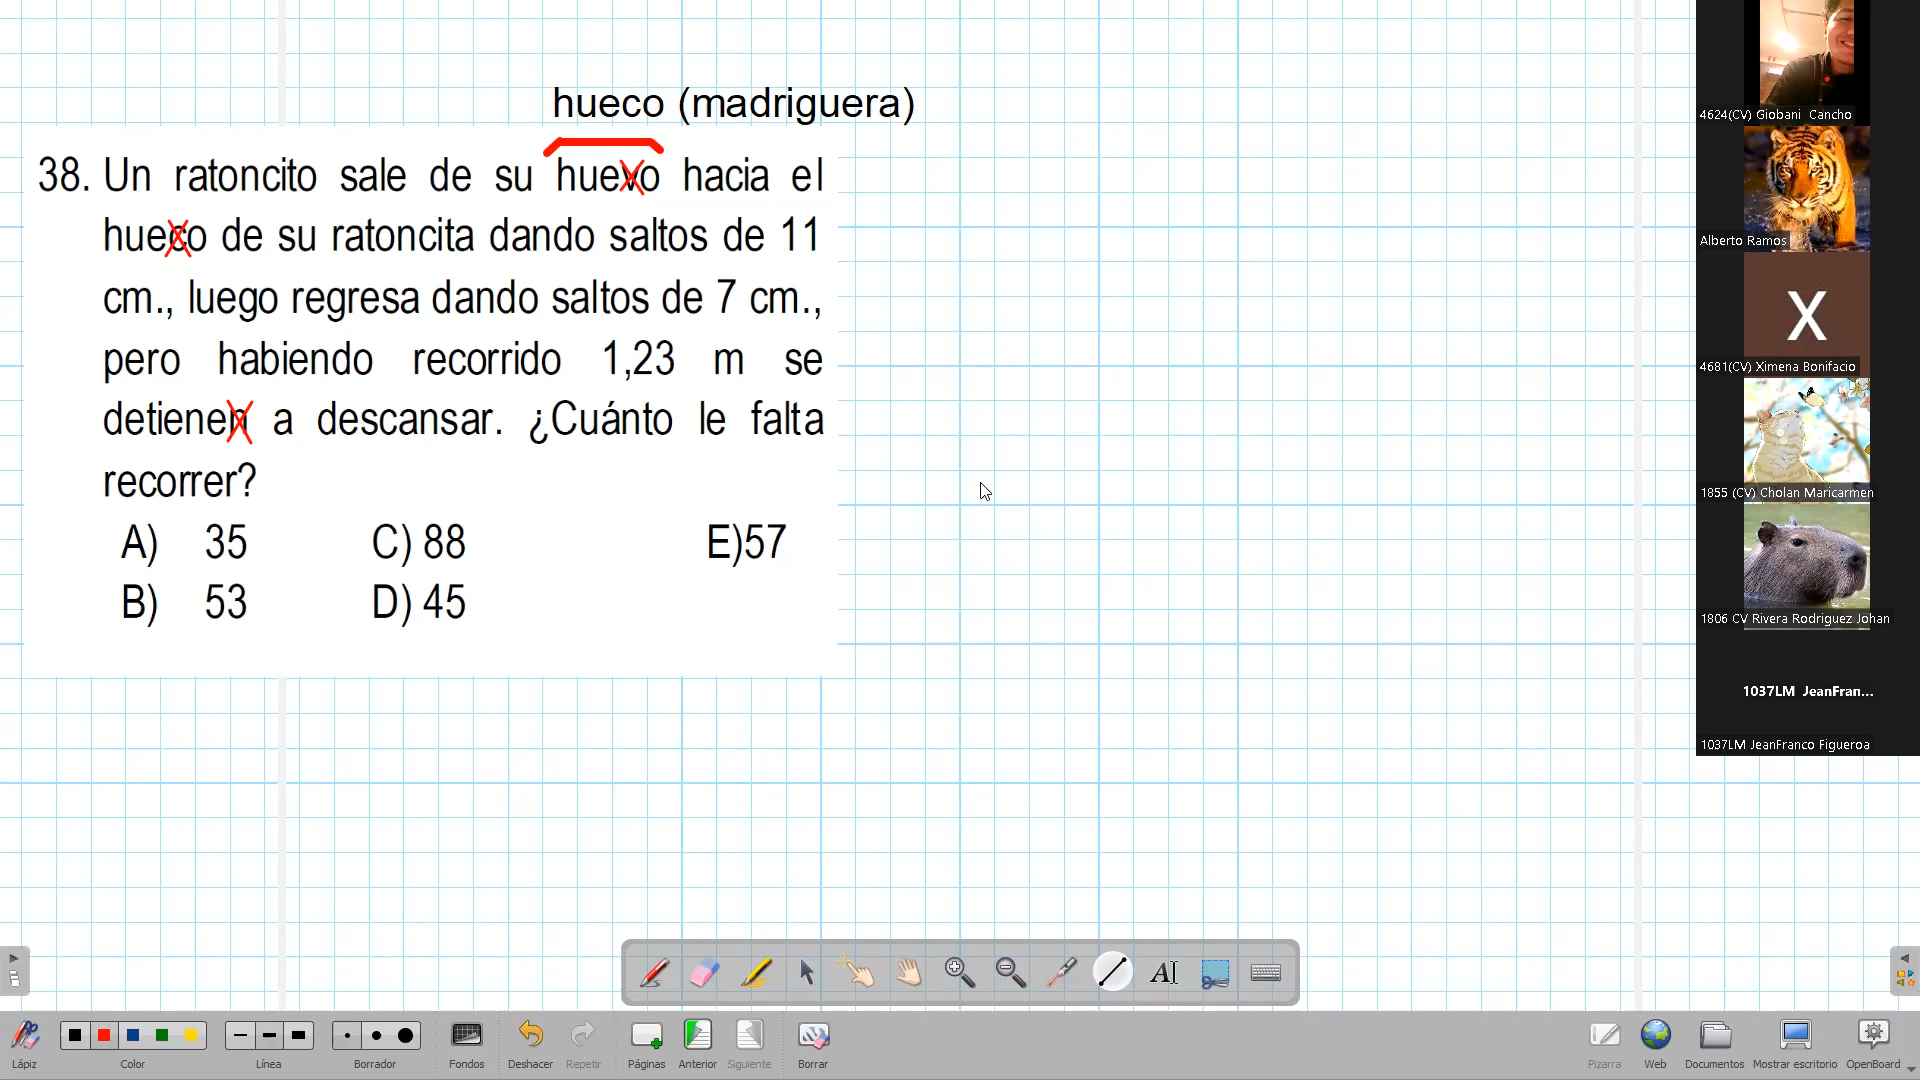 hueco (madriguera)
38. Un ratoncito sale de su huevo hacia el
hueco de su ratoncita dando saltos de 11
cm., luego regresa dando saltos de 7 cm.,
pero habiendo recorrido 1,23 m se
detienen a descansar. ¿Cuánto le falta
recorrer?
A) 35 C) 88 E)57
B) 53 D) 45
4624(CV) Giobani Cancho
Alberto Ramos
X
4681(CV) Ximena Bonifacio
1855 (CV) Cholan Maricarmen
1806 CV Rivera Rodriguez Johan
1037LM JeanFran...
1037LM JeanFranco Figueroa
Lápiz Color Línea Borrador Fondos Deshacer Repetir Páginas Anterior Siguiente Borrar Pizarra Web Documentos Mostrar escritorio OpenBoard